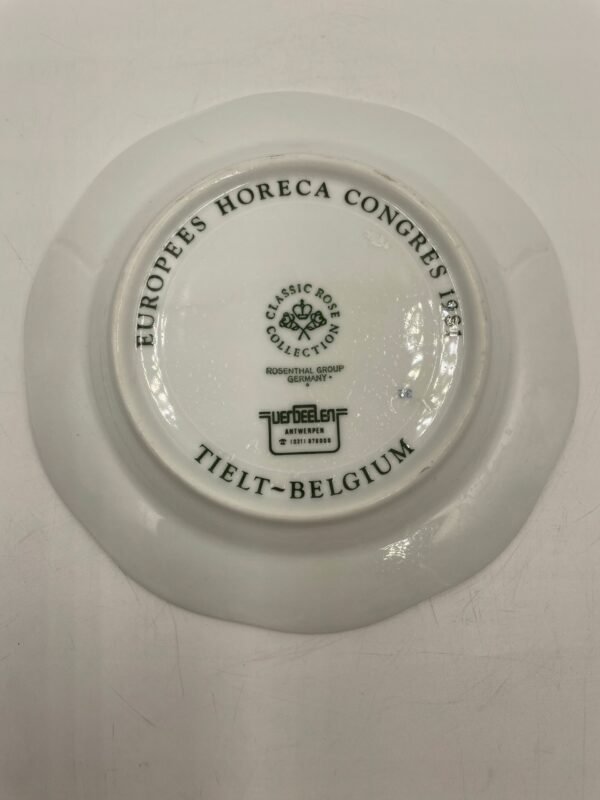 EUROPEES HORECA CONGRES 1981
CLASSIC ROSE
COLLECTION
ROSENTHAL GROUP
GERMANY
VERBEELEN
ANTWERPEN
TIELT~BELGIUM